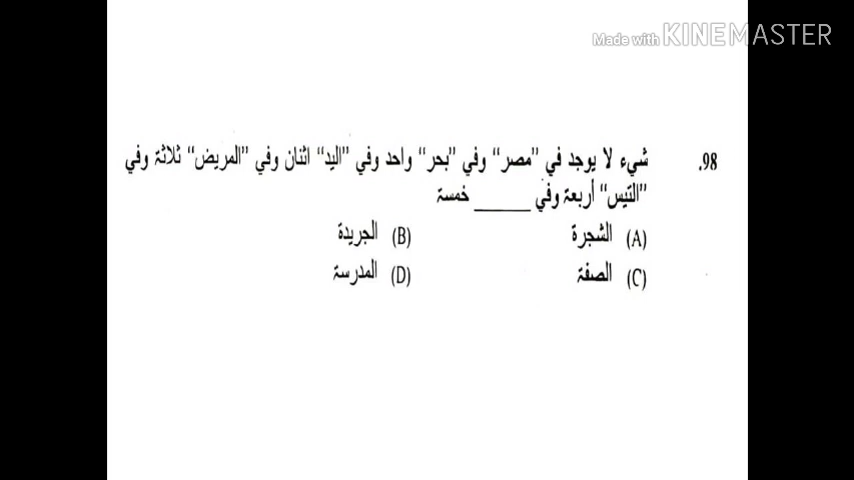 Made with KINEMASTER
98. شيء لا يوجد في "مصر" وفي "بحر" واحد وفي "اليد" اثنان وفي "المريض" ثلاثة وفي
"التيس" أربعة وفي ______ خمسة
(A) الشجرة (B) الجريدة
(C) الصفة (D) المدرسة